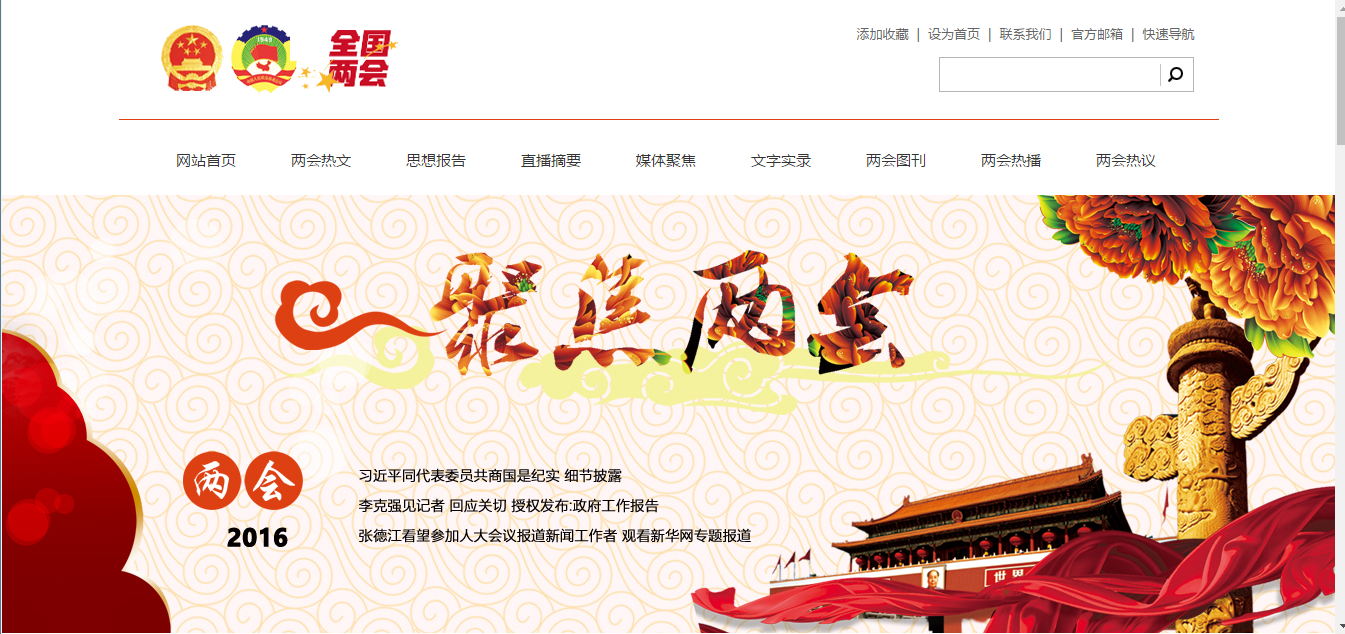 1949
全国
两会
添加收藏 | 设为首页 | 联系我们 | 官方邮箱 | 快速导航
网站首页 两会热文 思想报告 直播摘要 媒体聚焦 文字实录 两会图刊 两会热播 两会热议
聚焦两会
两会
2016
习近平同代表委员共商国是纪实 细节披露
李克强见记者 回应关切 授权发布:政府工作报告
张德江看望参加人大会议报道新闻工作者 观看新华网专题报道
世界